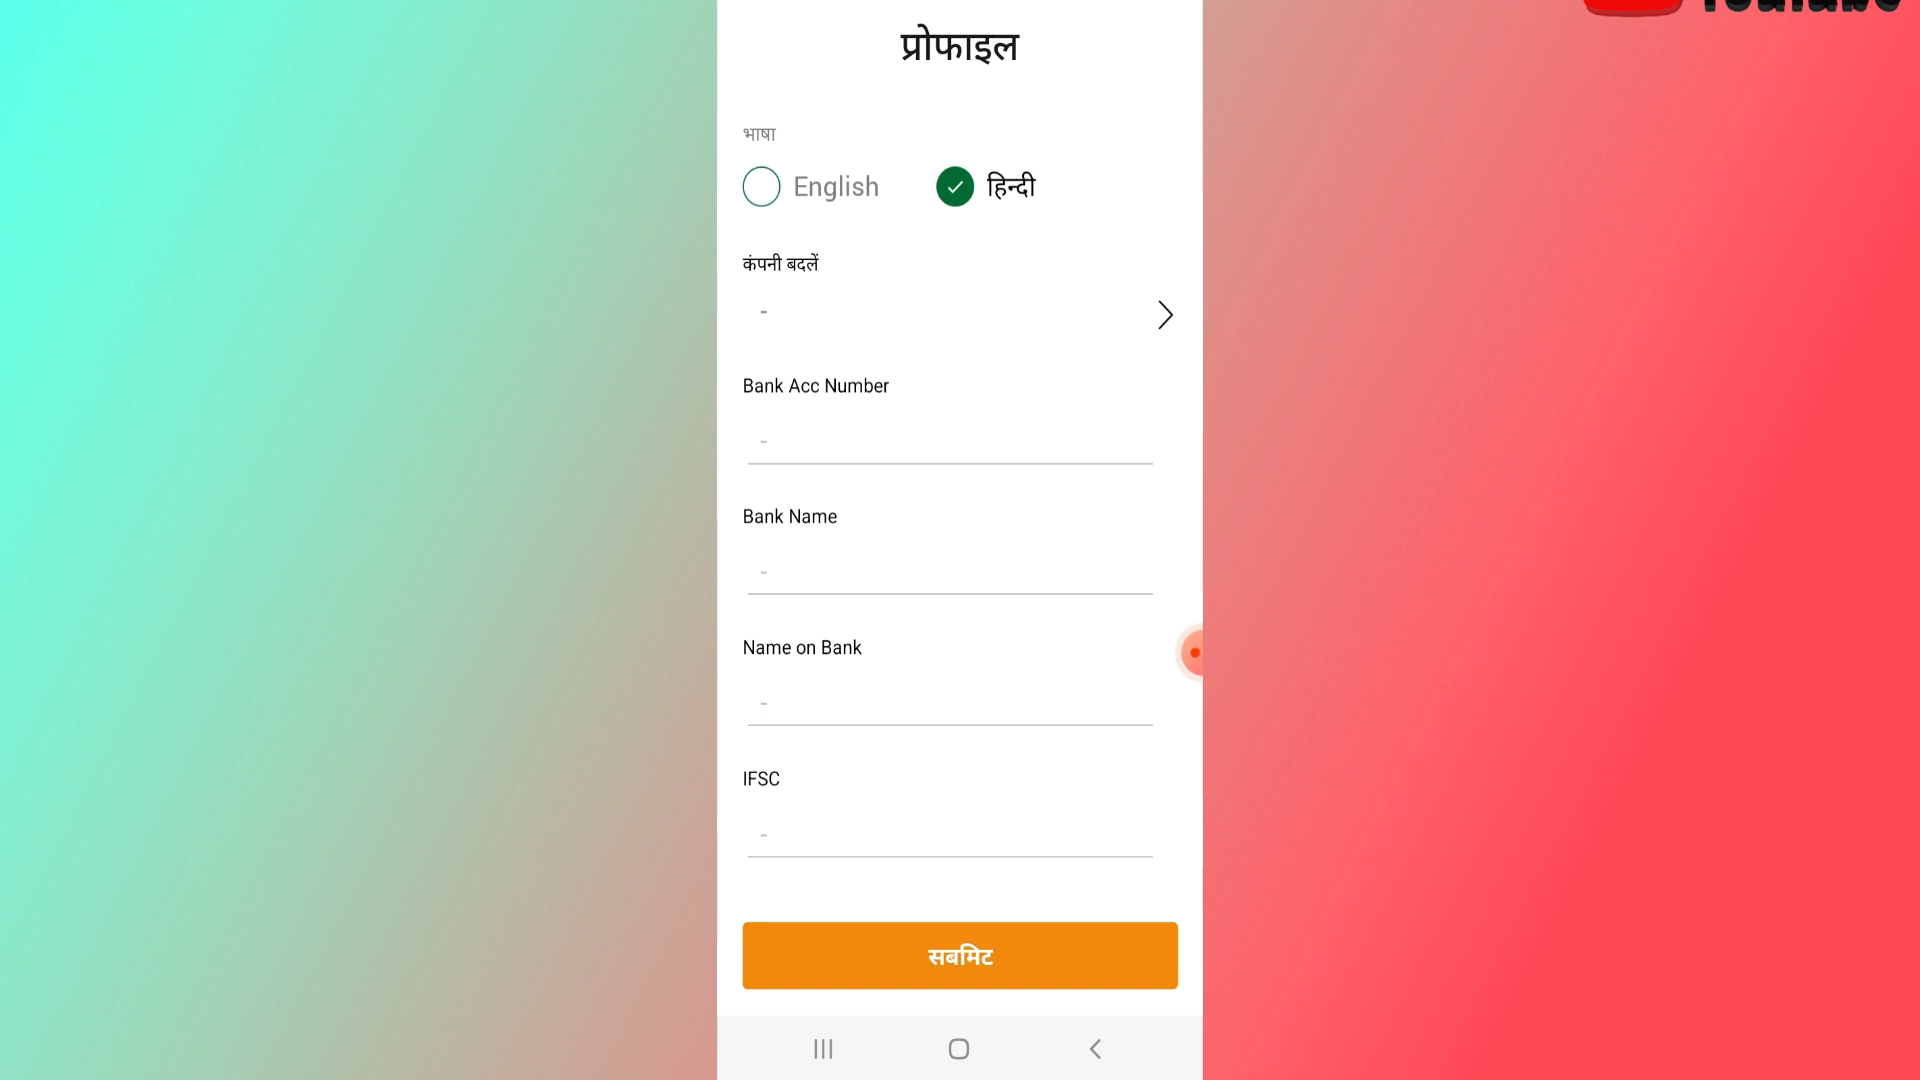 प्रोफाइल
भाषा
English
हिन्दी
कंपनी बदलें
-
Bank Acc Number
-
Bank Name
-
Name on Bank
-
IFSC
-
सबमिट